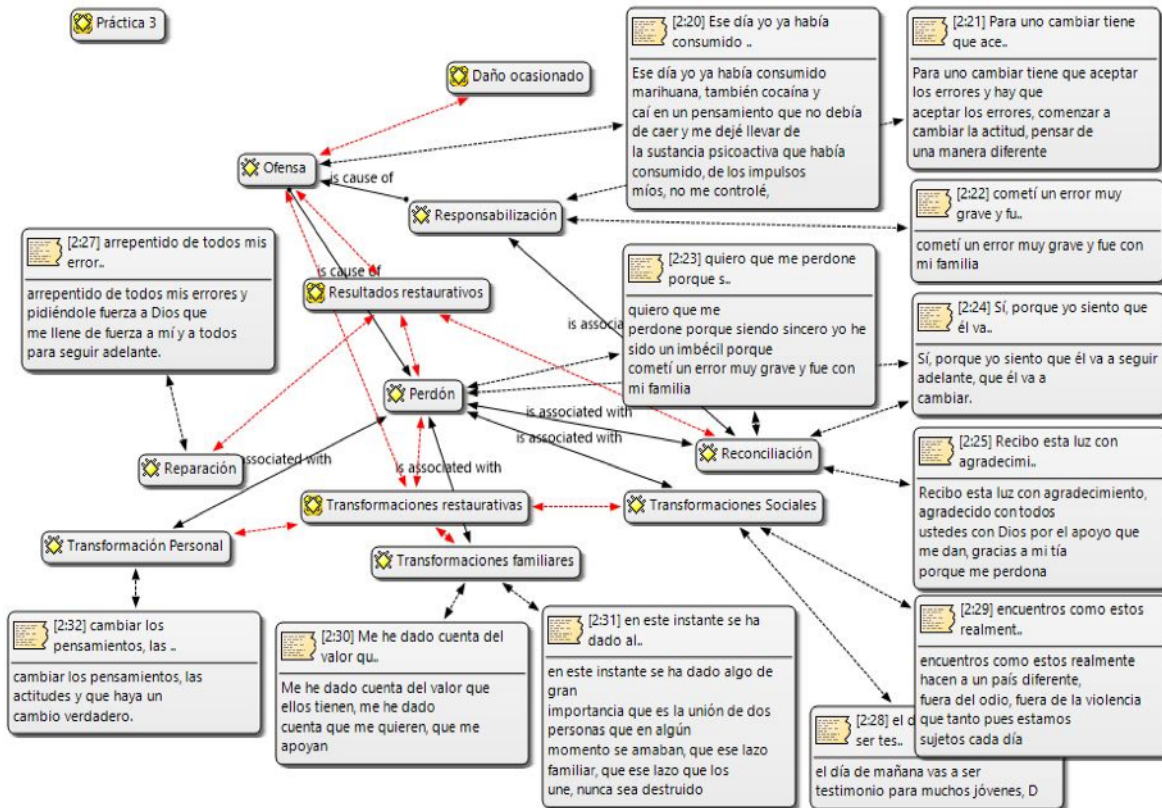 Práctica 3
Daño ocasionado
[2:20] Ese día yo ya había
consumido ..
Ese día yo ya había consumido
marihuana, también cocaína y
caí en un pensamiento que no debía
de caer y me dejé llevar de
la sustancia psicoactiva que había
consumido, de los impulsos
míos, no me controlé,
[2:21] Para uno cambiar tiene
que ace..
Para uno cambiar tiene que aceptar
los errores y hay que
aceptar los errores, comenzar a
cambiar la actitud, pensar de
una manera diferente
Ofensa
is cause of
Responsabilización
[2:22] cometí un error muy
grave y fu..
cometí un error muy grave y fue con
mi familia
[2:27] arrepentido de todos mis
error..
arrepentido de todos mis errores y
pidiéndole fuerza a Dios que
me llene de fuerza a mí y a todos
para seguir adelante.
is cause of
Resultados restaurativos
[2:23] quiero que me perdone
porque s..
quiero que me
perdone porque siendo sincero yo he
sido un imbécil porque
cometí un error muy grave y fue con
mi familia
is associa
[2:24] Sí, porque yo siento que
él va..
Sí, porque yo siento que él va a seguir
adelante, que él va a
cambiar.
Perdón
is associated with
is associated with
Reconciliación
Reparación
associated with
is associated with
[2:25] Recibo esta luz con
agradecimi..
Recibo esta luz con agradecimiento,
agradecido con todos
ustedes con Dios por el apoyo que
me dan, gracias a mi tía
porque me perdona
Transformaciones restaurativas
Transformaciones Sociales
Transformación Personal
Transformaciones familiares
[2:32] cambiar los
pensamientos, las ..
cambiar los pensamientos, las
actitudes y que haya un
cambio verdadero.
[2:30] Me he dado cuenta del
valor qu..
Me he dado cuenta del valor que
ellos tienen, me he dado
cuenta que me quieren, que me
apoyan
[2:31] en este instante se ha
dado al..
en este instante se ha dado algo de
gran
importancia que es la unión de dos
personas que en algún
momento se amaban, que ese lazo
familiar, que ese lazo que los
une, nunca sea destruido
[2:29] encuentros como estos
realment..
encuentros como estos realmente
hacen a un país diferente,
fuera del odio, fuera de la violencia
que tanto pues estamos
sujetos cada día
[2:28] el d
ser tes..
el día de mañana vas a ser
testimonio para muchos jóvenes, D